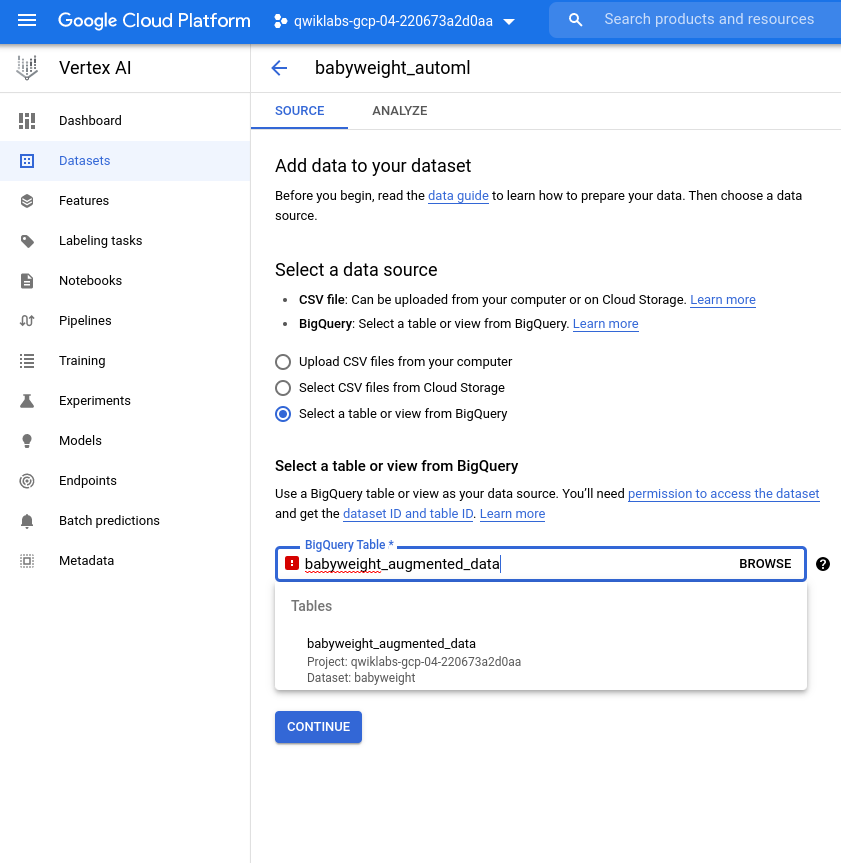 Google Cloud Platform
qwiklabs-gcp-04-220673a2d0aa
Search products and resources
Vertex AI
babyweight_automl
Dashboard
Datasets
Features
Labeling tasks
Notebooks
Pipelines
Training
Experiments
Models
Endpoints
Batch predictions
Metadata
SOURCE
ANALYZE
Add data to your dataset
Before you begin, read the data guide to learn how to prepare your data. Then choose a data
source.
Select a data source
• CSV file: Can be uploaded from your computer or on Cloud Storage. Learn more
• BigQuery: Select a table or view from BigQuery. Learn more
Upload CSV files from your computer
Select CSV files from Cloud Storage
Select a table or view from BigQuery
Select a table or view from BigQuery
Use a BigQuery table or view as your data source. You'll need permission to access the dataset
and get the dataset ID and table ID. Learn more
BigQuery Table *
babyweight_augmented_data
BROWSE
?
Tables
babyweight_augmented_data
Project: qwiklabs-gcp-04-220673a2d0aa
Dataset: babyweight
CONTINUE